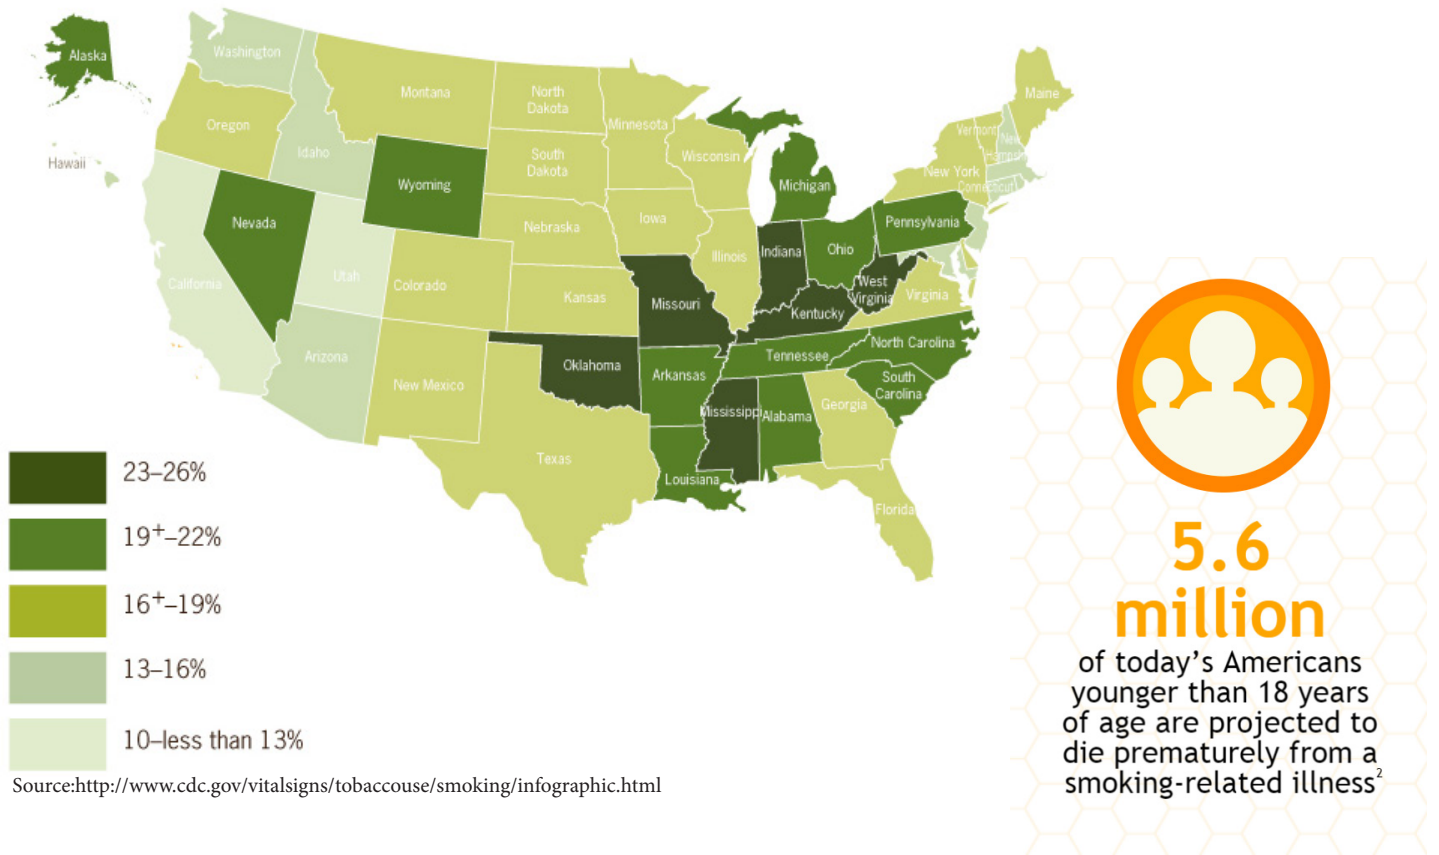 Alaska
Washington
Montana
North
Dakota
Minnesota
Maine
Oregon
Idaho
Hawaii
Wyoming
South
Dakota
Wisconsin
Michigan
Vermont
New
Hampsh
New York
Connecticut
Nevada
Nebraska
Iowa
Illinois
Indiana
Ohio
Pennsylvania
California
Utah
Colorado
Kansas
Missouri
West
Virginia
Virginia
Kentucky
Arizona
New Mexico
Oklahoma
Arkansas
Tennessee
North Carolina
South
Carolina
Mississippi
Alabama
Georgia
Texas
Louisiana
Florida
23–26%
19⁺–22%
16⁺–19%
13–16%
10–less than 13%
Source:http://www.cdc.gov/vitalsigns/tobaccouse/smoking/infographic.html
5.6
million
of today’s Americans
younger than 18 years
of age are projected to
die prematurely from a
smoking-related illness²